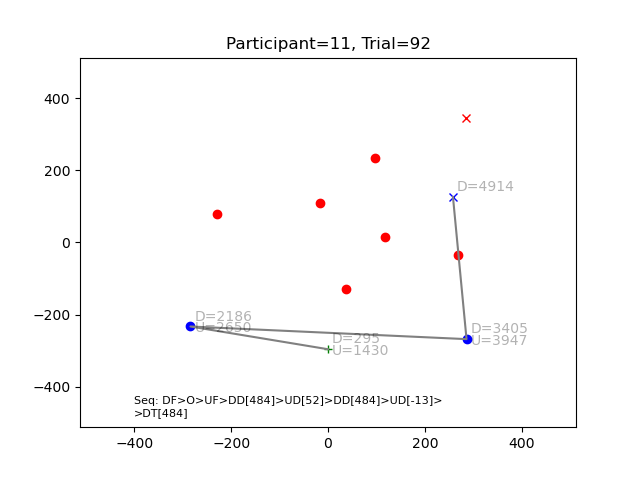 Participant=11, Trial=92
400
200
0
−200
−400
−400
−200
0
200
400
D=4914
D=2186
U=2650
D=295
U=1430
D=3405
U=3947
Seq: DF>O>UF>DD[484]>UD[52]>DD[484]>UD[-13]>
>DT[484]